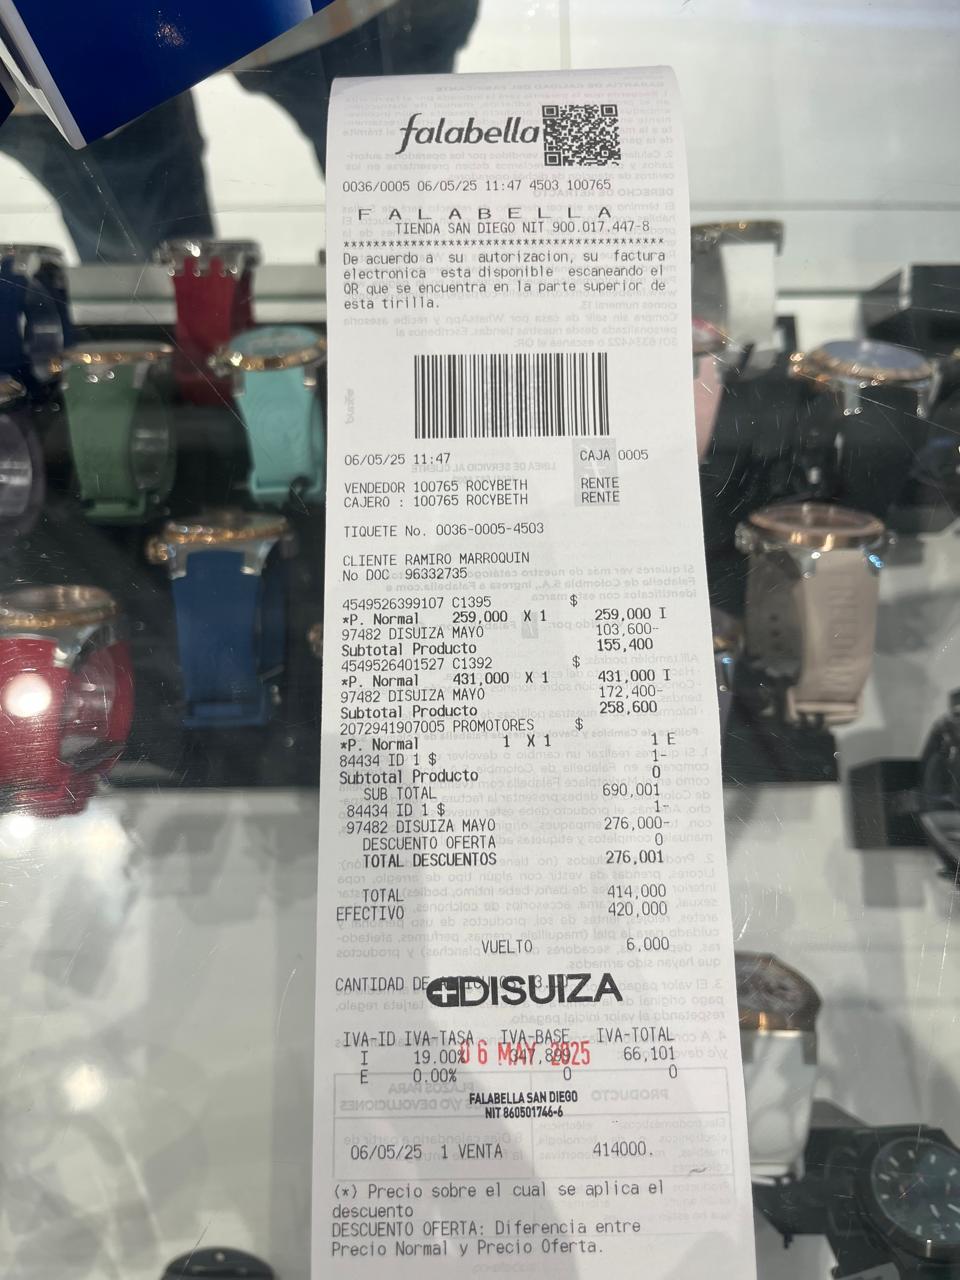 falabella
0036/0005 06/05/25 11:47 4503 100765
F A L A B E L L A
TIENDA SAN DIEGO NIT 900.017.447-8
*******************************************
De acuerdo a su autorizacion, su factura
electronica esta disponible escaneando el
QR que se encuentra en la parte superior de
esta tirilla.
06/05/25 11:47 CAJA 0005
VENDEDOR 100765 ROCYBETH RENTE
CAJERO : 100765 ROCYBETH RENTE
TIQUETE No. 0036-0005-4503
CLIENTE RAMIRO MARROQUIN
No DOC 96332735
4549526399107 C1395 $
*P. Normal 259,000 X 1 259,000 I
97482 DISUIZA MAYO 103,600-
Subtotal Producto 155,400
4549526401527 C1392 $
*P. Normal 431,000 X 1 431,000 I
97482 DISUIZA MAYO 172,400-
Subtotal Producto 258,600
2072941907005 PROMOTORES $
*P. Normal 1 X 1 1 E
84434 ID 1 $ 1-
Subtotal Producto 0
SUB TOTAL 690,001
84434 ID 1 $ 1-
97482 DISUIZA MAYO 276,000-
DESCUENTO OFERTA 0
TOTAL DESCUENTOS 276,001
TOTAL 414,000
EFECTIVO 420,000
VUELTO 6,000
CANTIDAD DE 3
DISUIZA
IVA-ID IVA-TASA IVA-BASE IVA-TOTAL
I 19.00% 347,899 66,101
06 MAY 2025
E 0.00% 0 0
FALABELLA SAN DIEGO
NIT 860501746-6
06/05/25 1 VENTA 414000.
(*) Precio sobre el cual se aplica el
descuento
DESCUENTO OFERTA: Diferencia entre
Precio Normal y Precio Oferta.